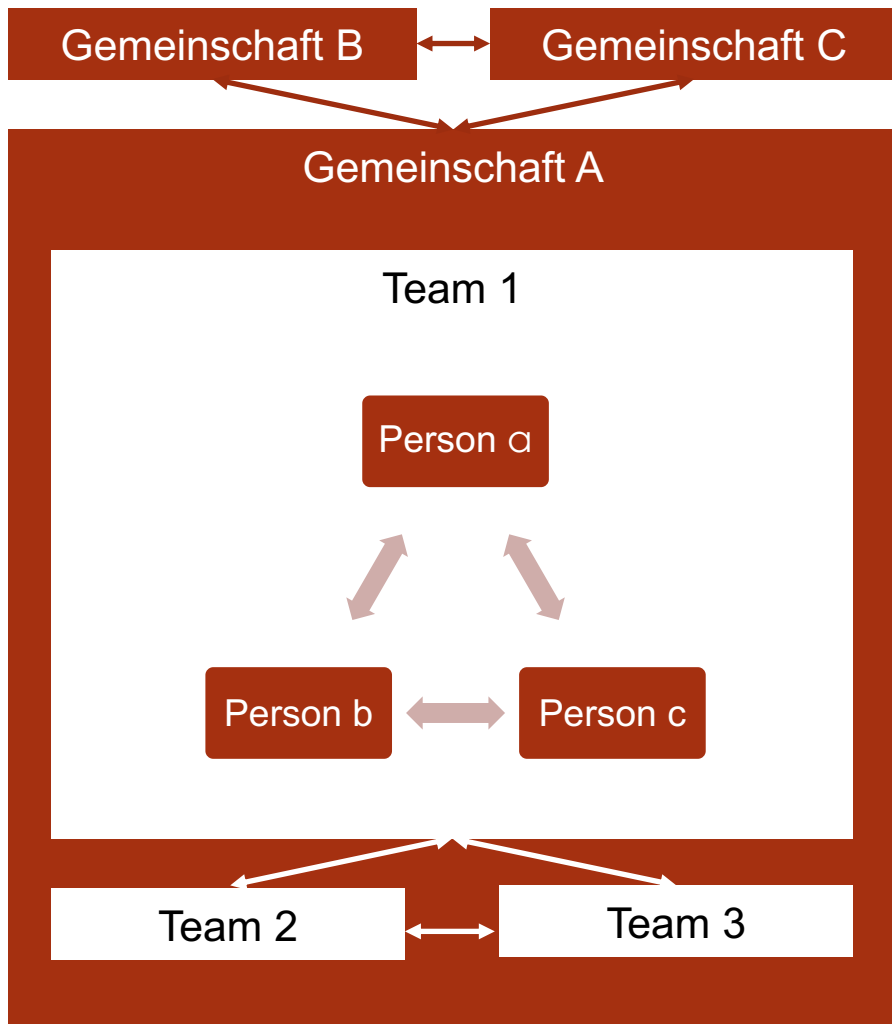 Gemeinschaft B
Gemeinschaft C
Gemeinschaft A
Team 1
Person a
Person b
Person c
Team 2
Team 3